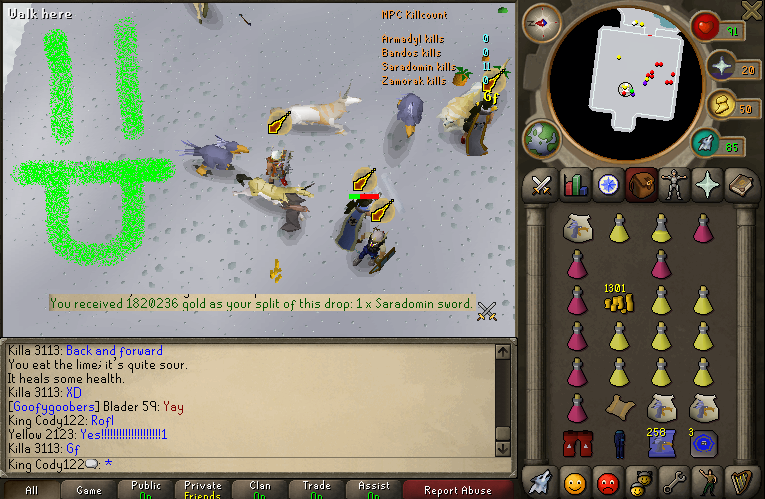 Walk here
MPC Killcount
Armadyl kills 0
Bandos kills 0
Saradomin kills 11
Zamorak kills 0
Gf
You received 1820236 gold as your split of this drop: 1 x Saradomin sword.
91
20
50
85
1301
258
3
Killa 3113: Back and forward
You eat the lime; it's quite sour.
It heals some health.
Killa 3113: XD
[Goofygoobers] Blader 59: Yay
King Cody122: Rofl
Yellow 2123: Yes!!!!!!!!!!!!!!!!!!!!1
Killa 3113: Gf
King Cody122: *
All
Game
Public
On
Private
Friends
Clan
On
Trade
On
Assist
On
Report Abuse